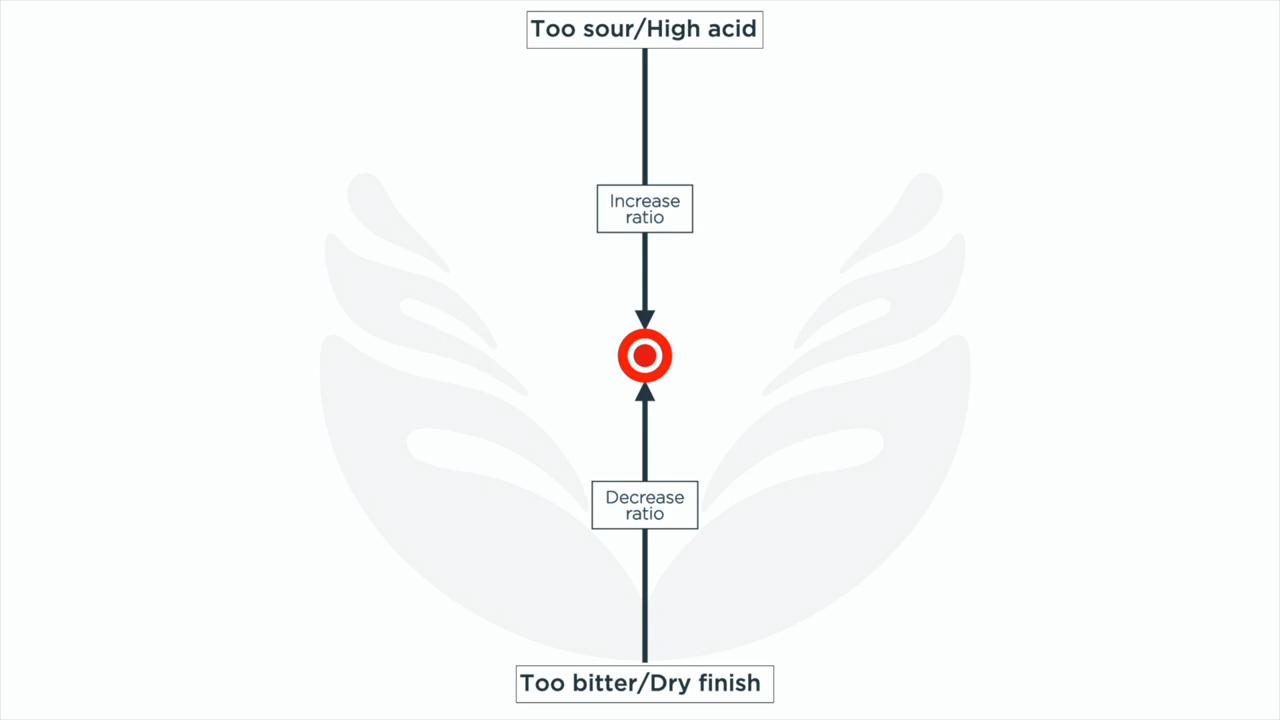 Too sour/High acid
Increase
ratio
Decrease
ratio
Too bitter/Dry finish